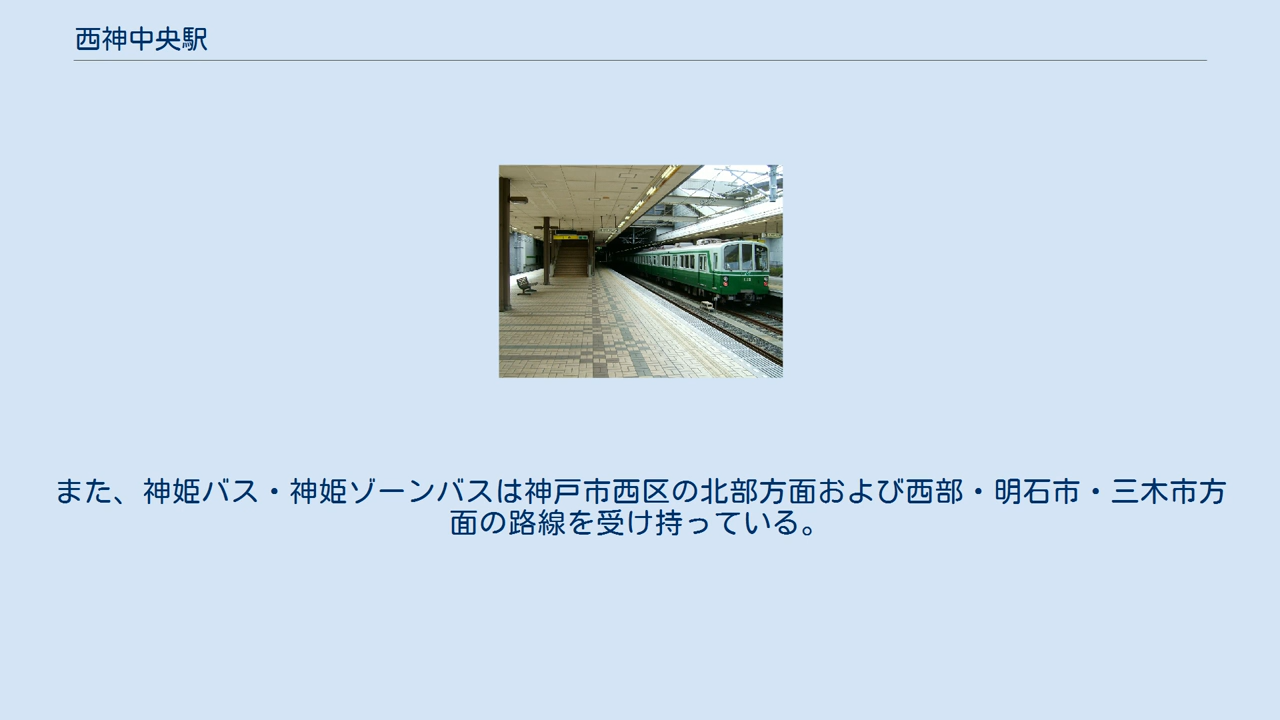 西神中央駅
また、神姫バス・神姫ゾーンバスは神戸市西区の北部方面および西部・明石市・三木市方
面の路線を受け持っている。